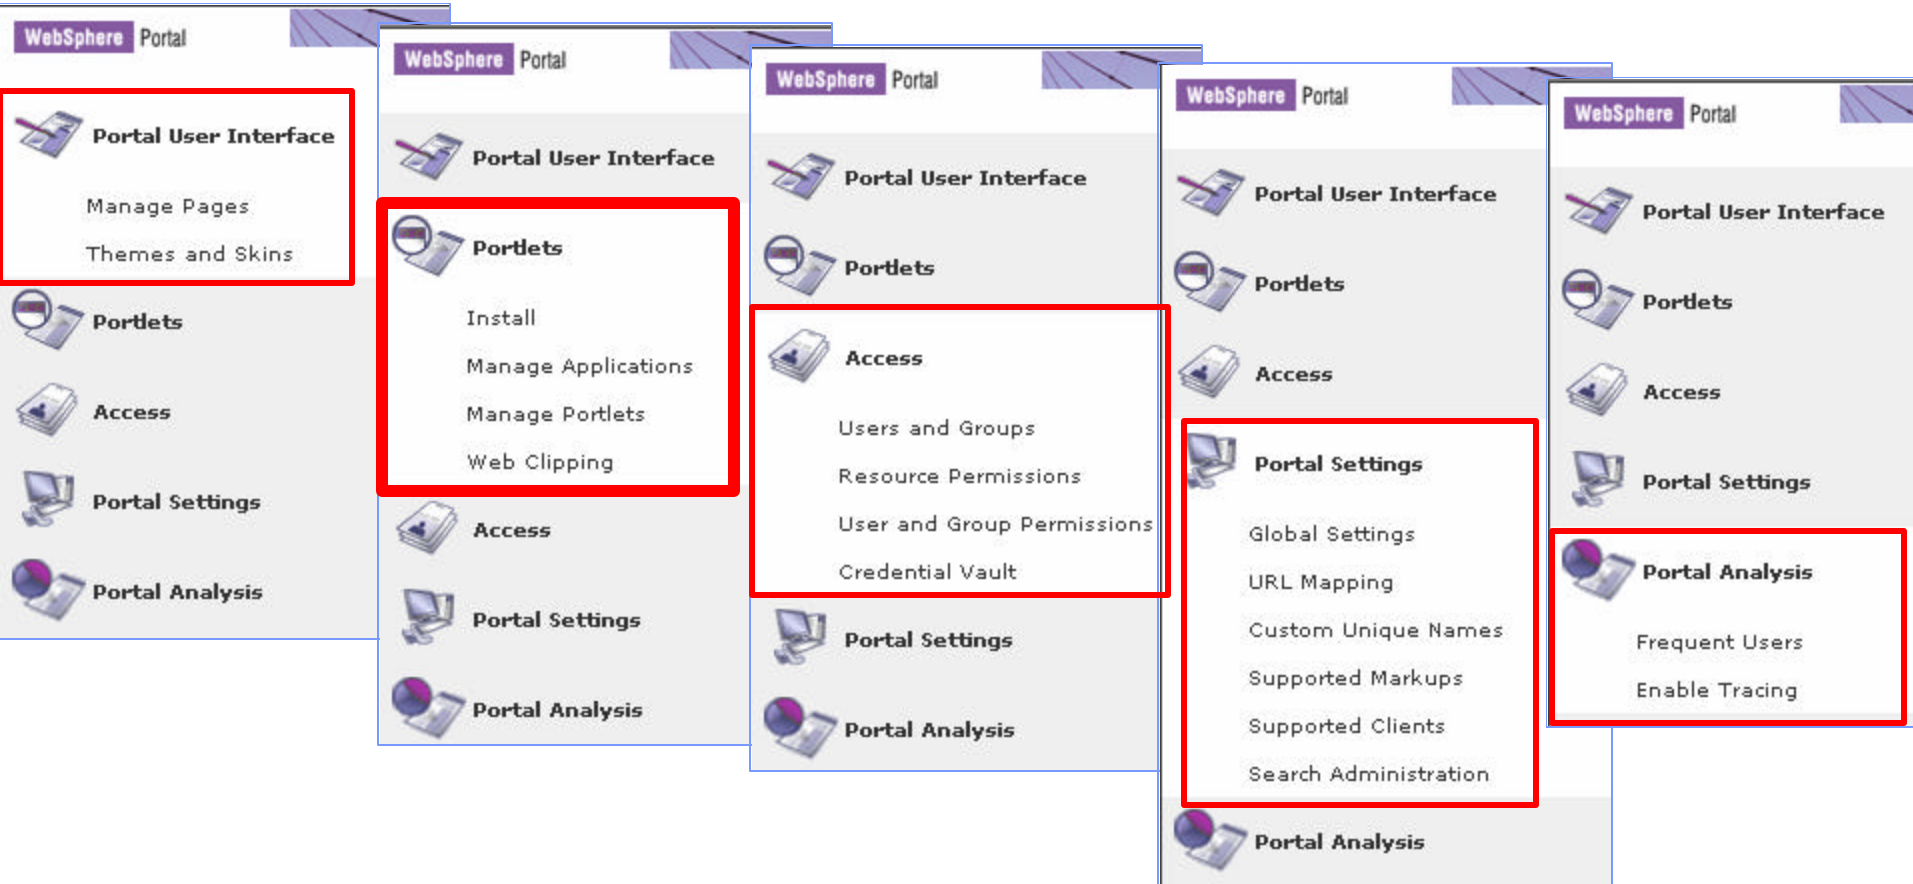 WebSphere Portal
Portal User Interface
Manage Pages
Themes and Skins
Portlets
Access
Portal Settings
Portal Analysis
WebSphere Portal
Portal User Interface
Portlets
Install
Manage Applications
Manage Portlets
Web Clipping
Access
Portal Settings
Portal Analysis
WebSphere Portal
Portal User Interface
Portlets
Access
Users and Groups
Resource Permissions
User and Group Permissions
Credential Vault
Portal Settings
Portal Analysis
WebSphere Portal
Portal User Interface
Portlets
Access
Portal Settings
Global Settings
URL Mapping
Custom Unique Names
Supported Markups
Supported Clients
Search Administration
Portal Analysis
WebSphere Portal
Portal User Interface
Portlets
Access
Portal Settings
Portal Analysis
Frequent Users
Enable Tracing